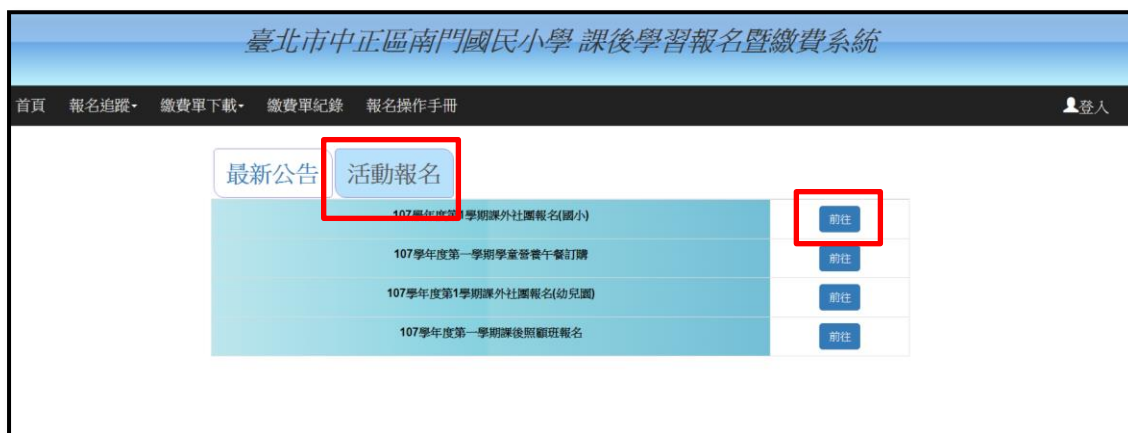 臺北市中正區南門國民小學 課後學習報名暨繳費系統
首頁 報名追蹤 繳費單下載 繳費單紀錄 報名操作手冊 登入
最新公告 活動報名
107學年度第1學期課外社團報名(國小) 前往
107學年度第一學期學童營養午餐訂購 前往
107學年度第1學期課外社團報名(幼兒園) 前往
107學年度第一學期課後照顧班報名 前往